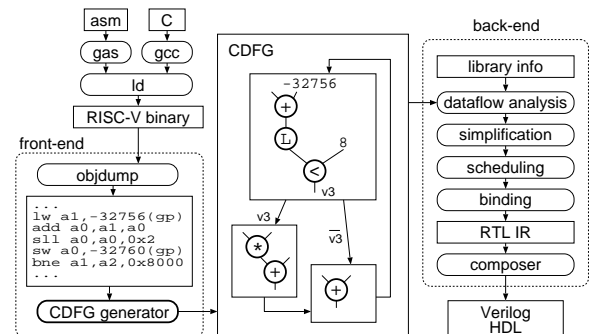 asm
C
gas
gcc
ld
RISC-V binary
front-end
objdump
...
lw a1,-32756(gp)
add a0,a1,a0
sll a0,a0,0x2
sw a0,-32760(gp)
bne a1,a2,0x8000
...
CDFG generator
CDFG
-32756
+
L
8
<
v3
v3
v3
*
+
+
back-end
library info
dataflow analysis
simplification
scheduling
binding
RTL IR
composer
Verilog
HDL